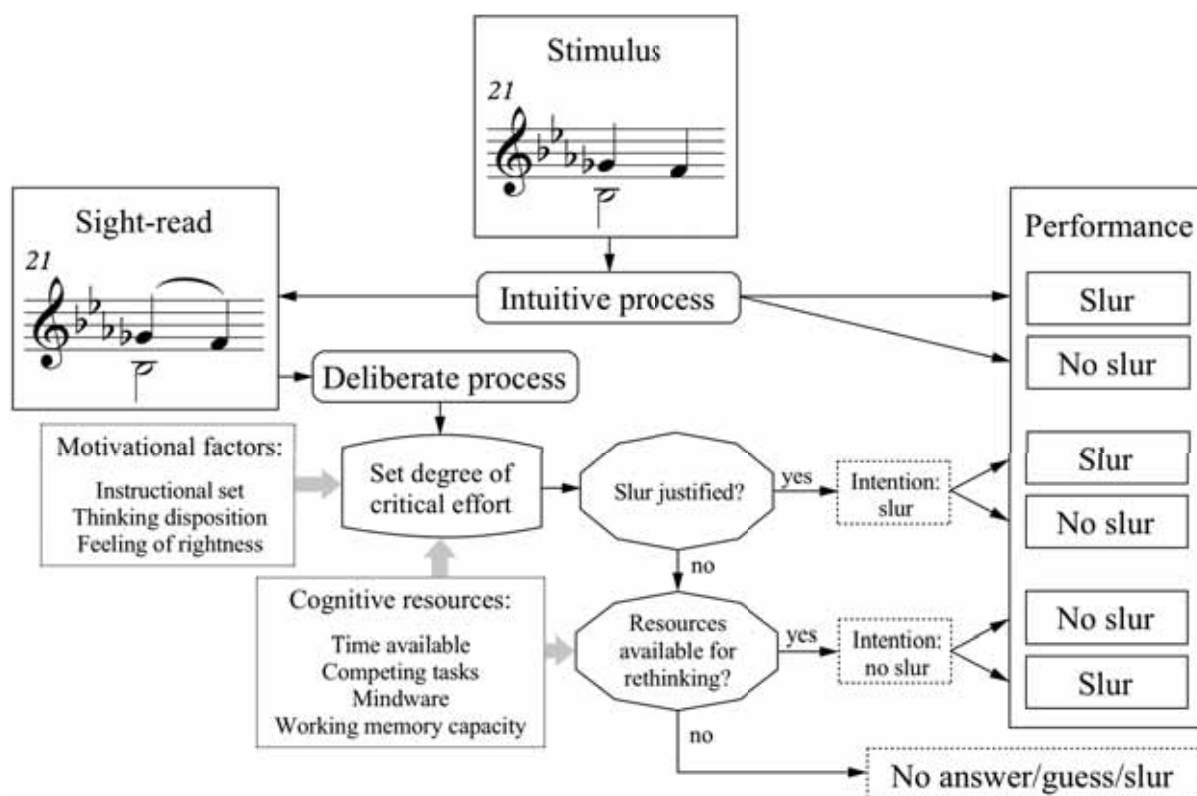 Stimulus
21
Sight-read
21
Intuitive process
Performance
Slur
No slur
Deliberate process
Motivational factors:
Instructional set
Thinking disposition
Feeling of rightness
Set degree of
critical effort
Slur justified?
yes
Intention:
slur
Slur
No slur
no
Cognitive resources:
Time available
Competing tasks
Mindware
Working memory capacity
Resources
available for
rethinking?
yes
Intention:
no slur
No slur
Slur
no
No answer/guess/slur